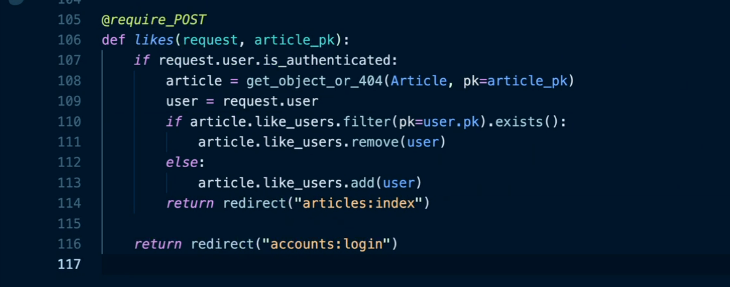 104
105 @require_POST
106 def likes(request, article_pk):
107     if request.user.is_authenticated:
108         article = get_object_or_404(Article, pk=article_pk)
109         user = request.user
110         if article.like_users.filter(pk=user.pk).exists():
111             article.like_users.remove(user)
112         else:
113             article.like_users.add(user)
114         return redirect("articles:index")
115
116     return redirect("accounts:login")
117